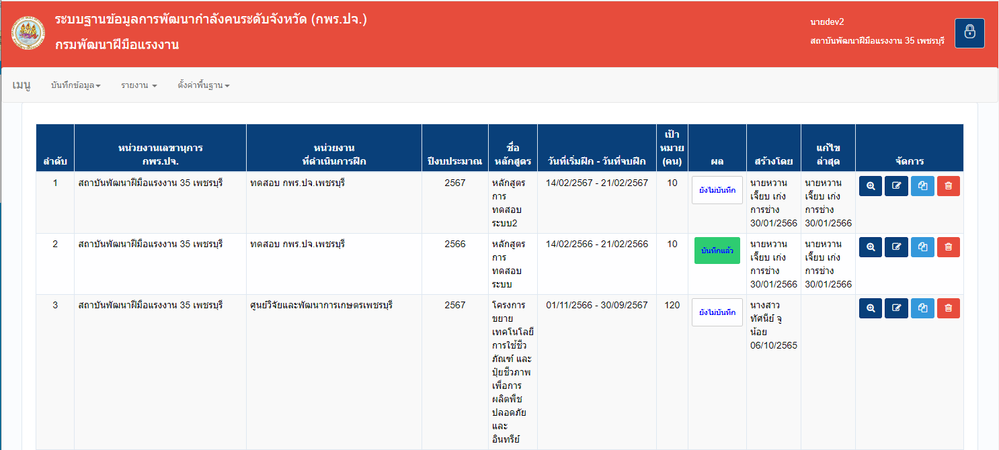 ระบบฐานข้อมูลการพัฒนากำลังคนระดับจังหวัด (กพร.ปจ.)
กรมพัฒนาฝีมือแรงงาน
นายdev2
สถาบันพัฒนาฝีมือแรงงาน 35 เพชรบุรี
เมนู บันทึกข้อมูล รายงาน ตั้งค่าพื้นฐาน
ลำดับ
หน่วยงานเลขานุการ
กพร.ปจ.
หน่วยงาน
ที่ดำเนินการฝึก
ปีงบประมาณ
ชื่อ
หลักสูตร
วันที่เริ่มฝึก - วันที่จบฝึก
เป้า
หมาย
(คน)
ผล
สร้างโดย
แก้ไข
ล่าสุด
จัดการ
1
สถาบันพัฒนาฝีมือแรงงาน 35 เพชรบุรี
ทดสอบ กพร.ปจ.เพชรบุรี
2567
หลักสูตร
การ
ทดสอบ
ระบบ2
14/02/2567 - 21/02/2567
10
ยังไม่บันทึก
นายหวาน
เจี๊ยบ เก่ง
การช่าง
30/01/2566
นายหวาน
เจี๊ยบ เก่ง
การช่าง
30/01/2566
2
สถาบันพัฒนาฝีมือแรงงาน 35 เพชรบุรี
ทดสอบ กพร.ปจ.เพชรบุรี
2566
หลักสูตร
การ
ทดสอบ
ระบบ
14/02/2566 - 21/02/2566
10
บันทึกแล้ว
นายหวาน
เจี๊ยบ เก่ง
การช่าง
30/01/2566
นายหวาน
เจี๊ยบ เก่ง
การช่าง
30/01/2566
3
สถาบันพัฒนาฝีมือแรงงาน 35 เพชรบุรี
ศูนย์วิจัยและพัฒนาการเกษตรเพชรบุรี
2567
โครงการ
ขยาย
เทคโนโลยี
การใช้ชีว
ภัณฑ์ และ
ปุ๋ยชีวภาพ
เพื่อการ
ผลิตพืช
ปลอดภัย
และ
อินทรีย์
01/11/2566 - 30/09/2567
120
ยังไม่บันทึก
นางสาว
ทัศนีย์ จู
น้อย
06/10/2565